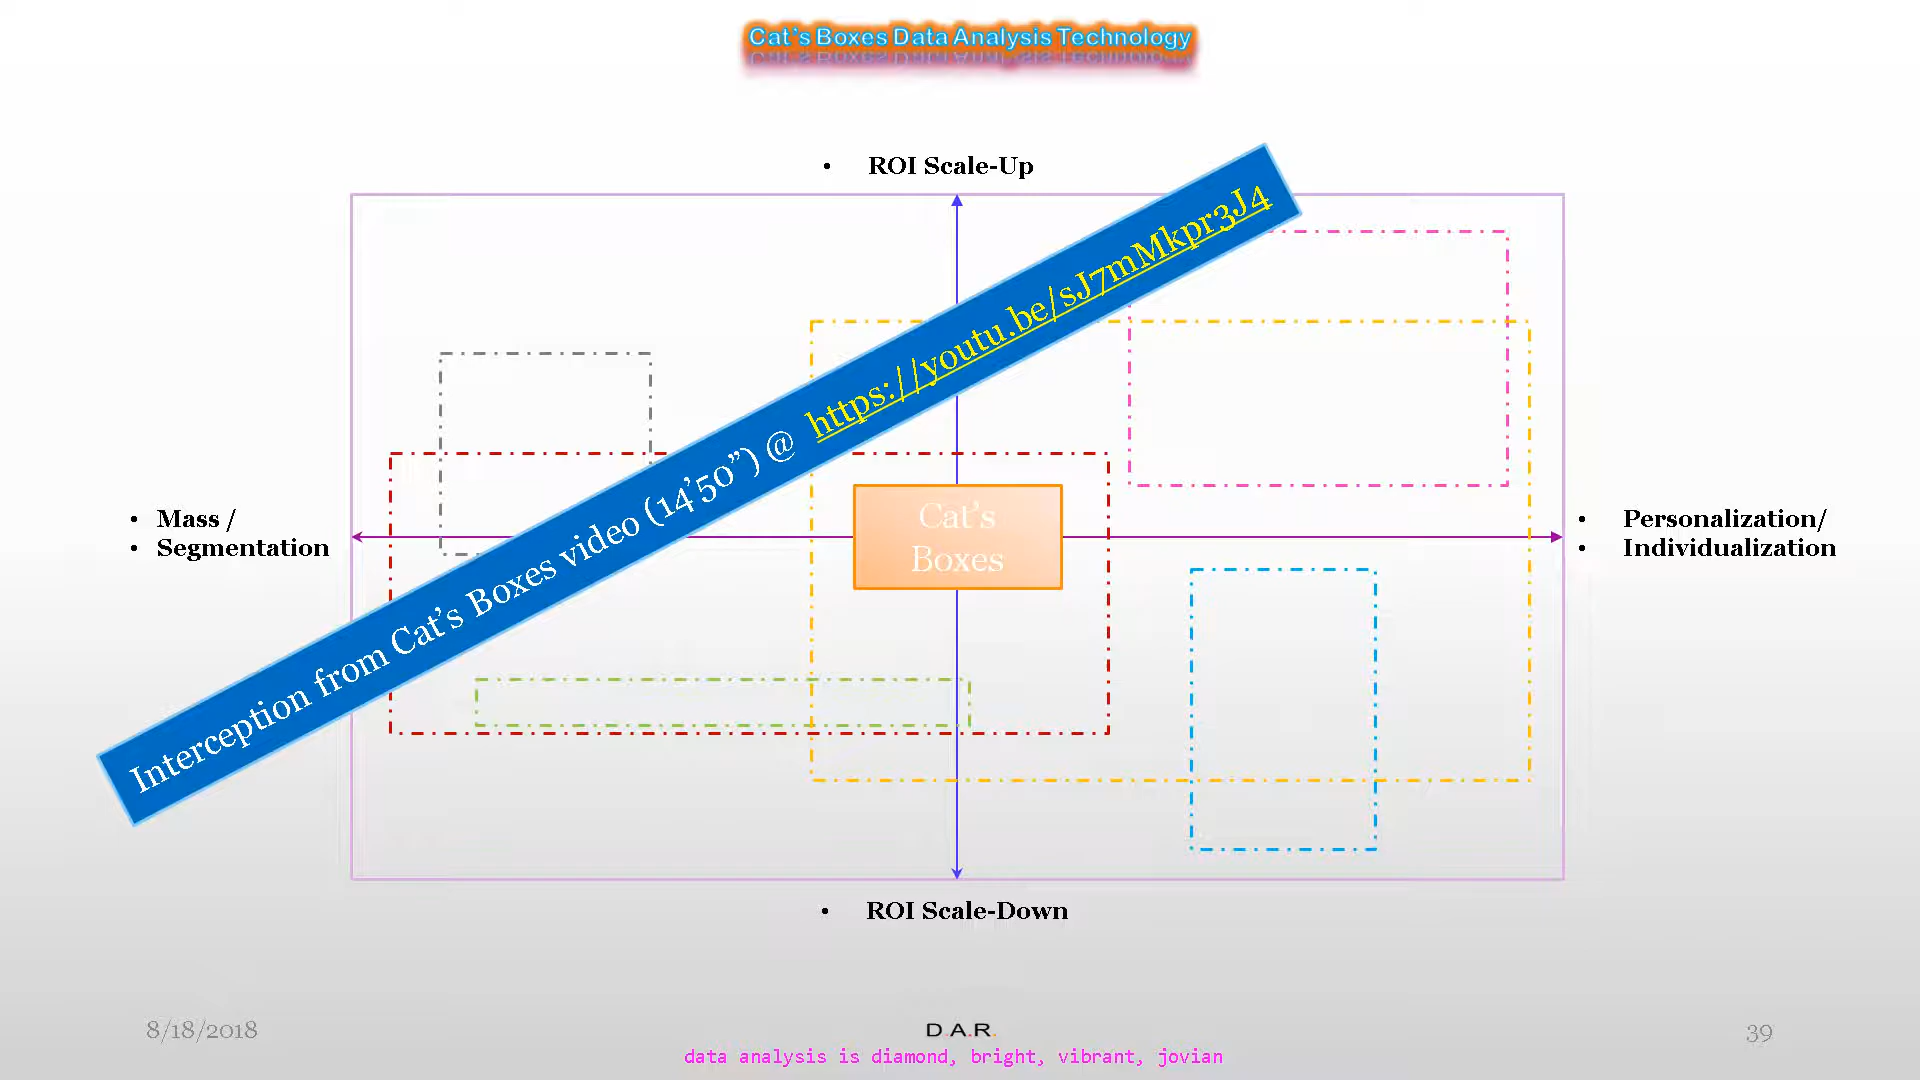 Cat's Boxes Data Analysis Technology
• ROI Scale-Up
Interception from Cat's Boxes video (14'50”) @ https://youtu.be/sJ7mMkpr3J4
• Mass /
• Segmentation
Cat's
Boxes
• Personalization/
• Individualization
• ROI Scale-Down
8/18/2018
D.A.R.
39
data analysis is diamond, bright, vibrant, jovian